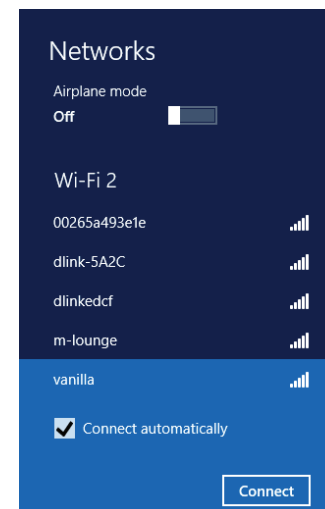 Networks
Airplane mode
Off
Wi-Fi 2
00265a493e1e
dlink-5A2C
dlinkedcf
m-lounge
vanilla
Connect automatically
Connect